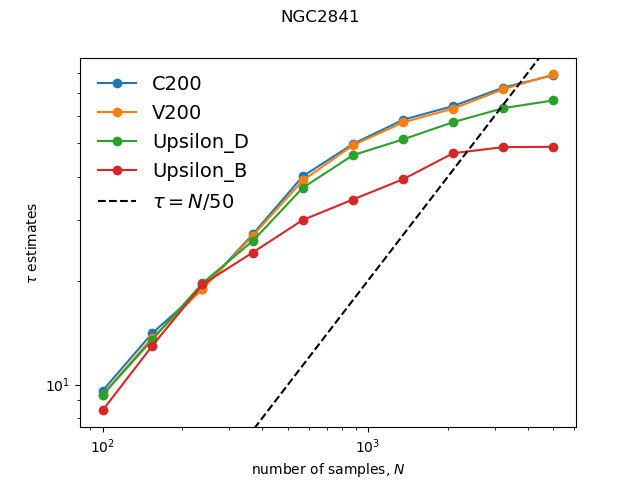 NGC2841
C200
V200
Upsilon_D
Upsilon_B
τ = N/50
τ estimates
10¹
10² 10³
number of samples, N